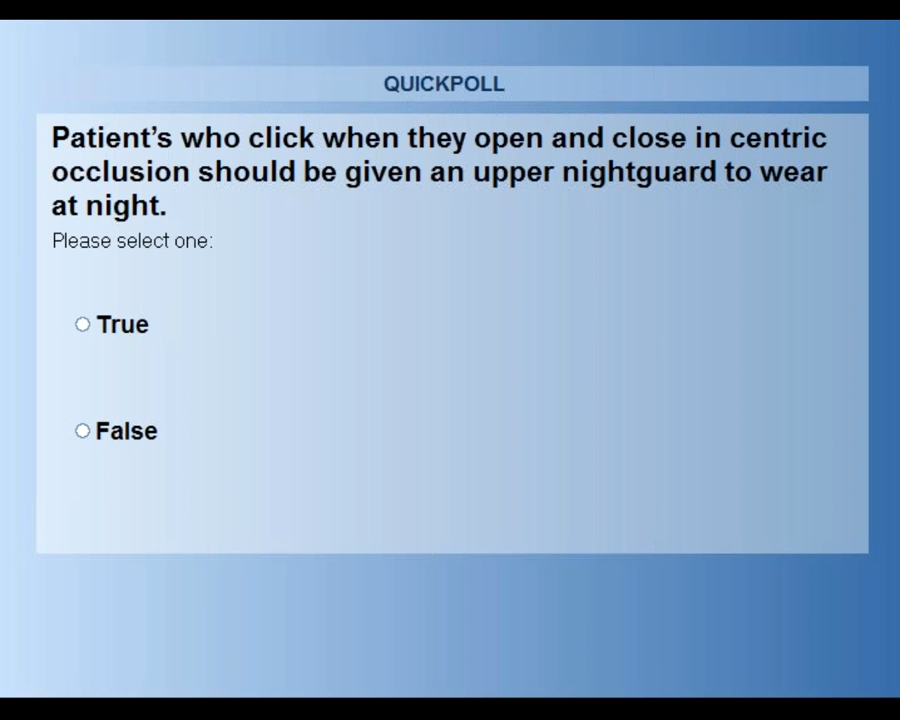 QUICKPOLL
Patient’s who click when they open and close in centric
occlusion should be given an upper nightguard to wear
at night.
Please select one:
True
False